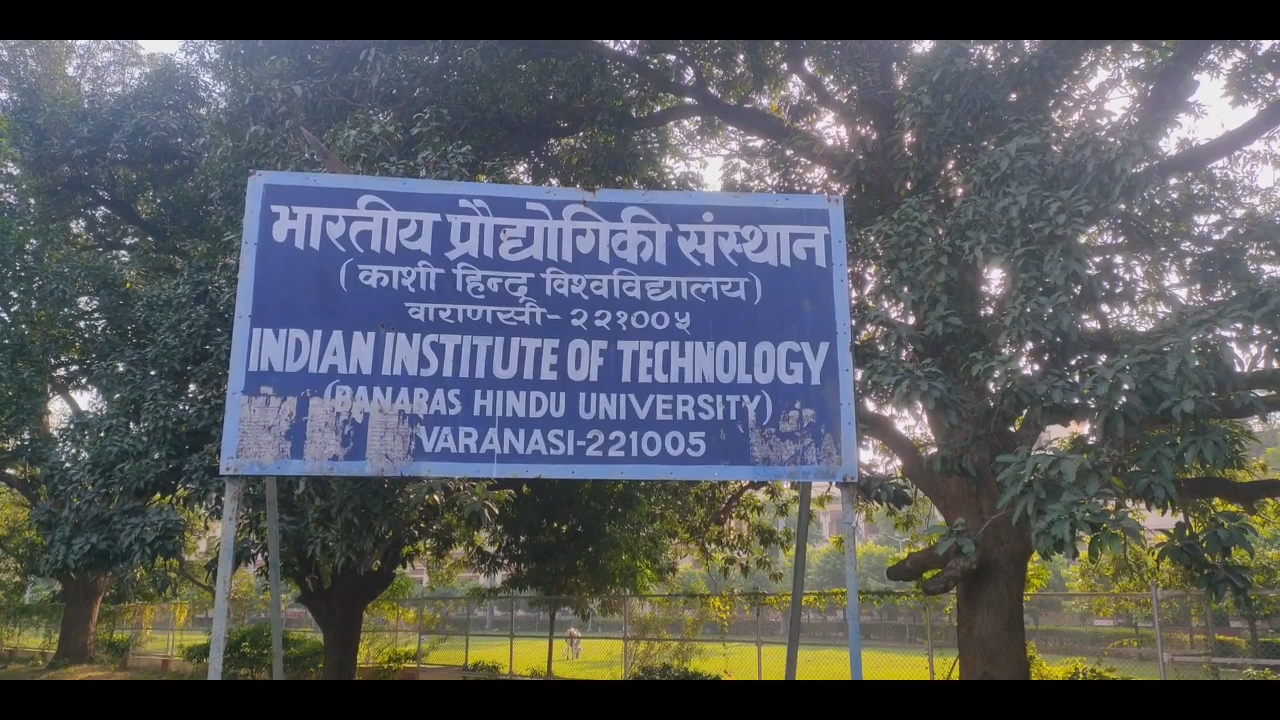 भारतीय प्रौद्योगिकी संस्थान
(काशी हिन्दू विश्वविद्यालय)
वाराणसी-२२१००५
INDIAN INSTITUTE OF TECHNOLOGY
(BANARAS HINDU UNIVERSITY)
VARANASI-221005